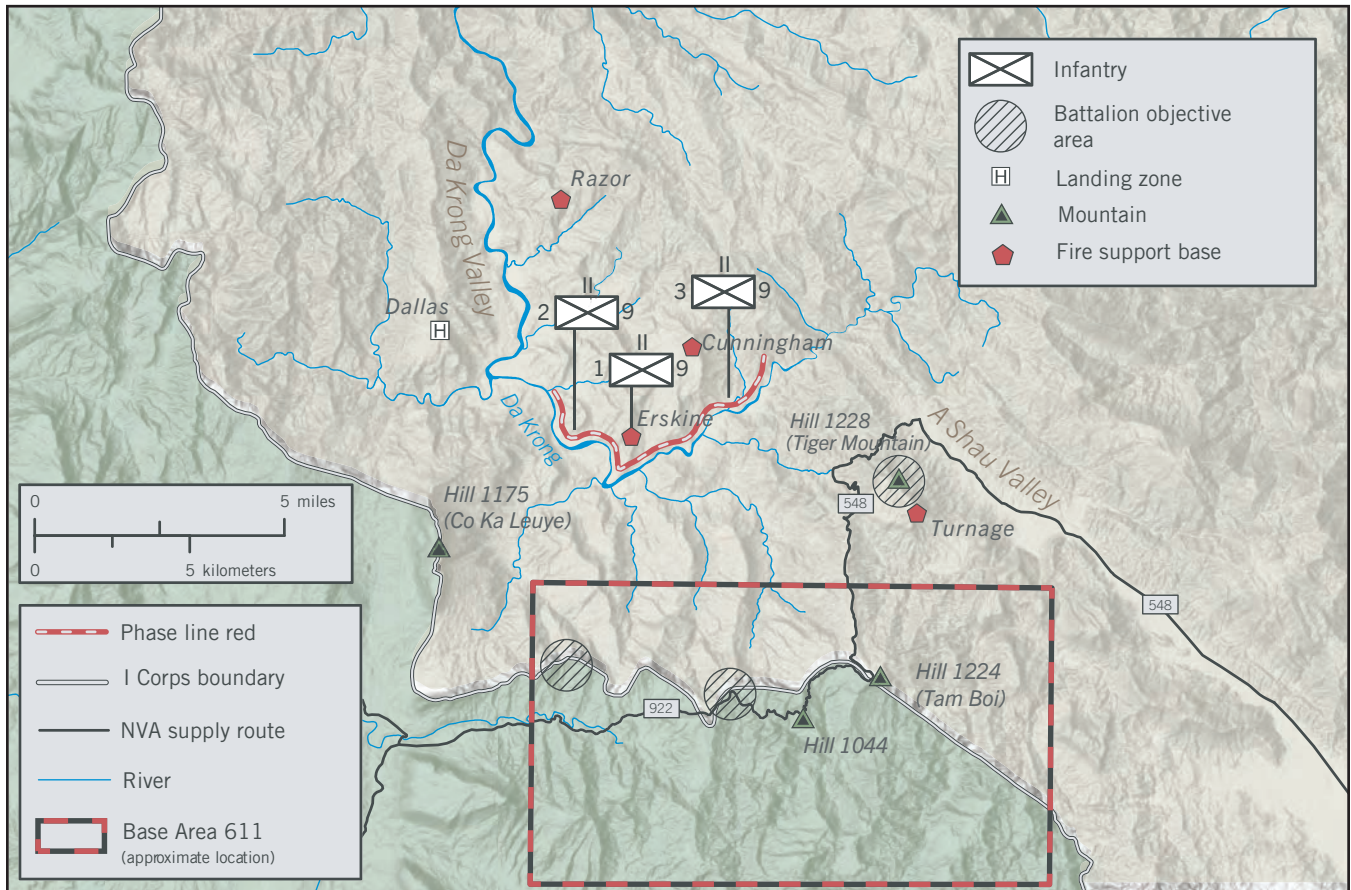 Infantry
Battalion objective
area
Landing zone
H
Mountain
Fire support base
Da Krong Valley
Razor
Dallas
H
II
2
9
II
3
9
II
1
9
Cunningham
Erskine
Da Krong
Hill 1228
(Tiger Mountain)
A Shau Valley
548
Turnage
548
Hill 1175
(Co Ka Leuye)
0
5 miles
0
5 kilometers
Hill 1224
(Tam Boi)
922
Hill 1044
Phase line red
I Corps boundary
NVA supply route
River
Base Area 611
(approximate location)